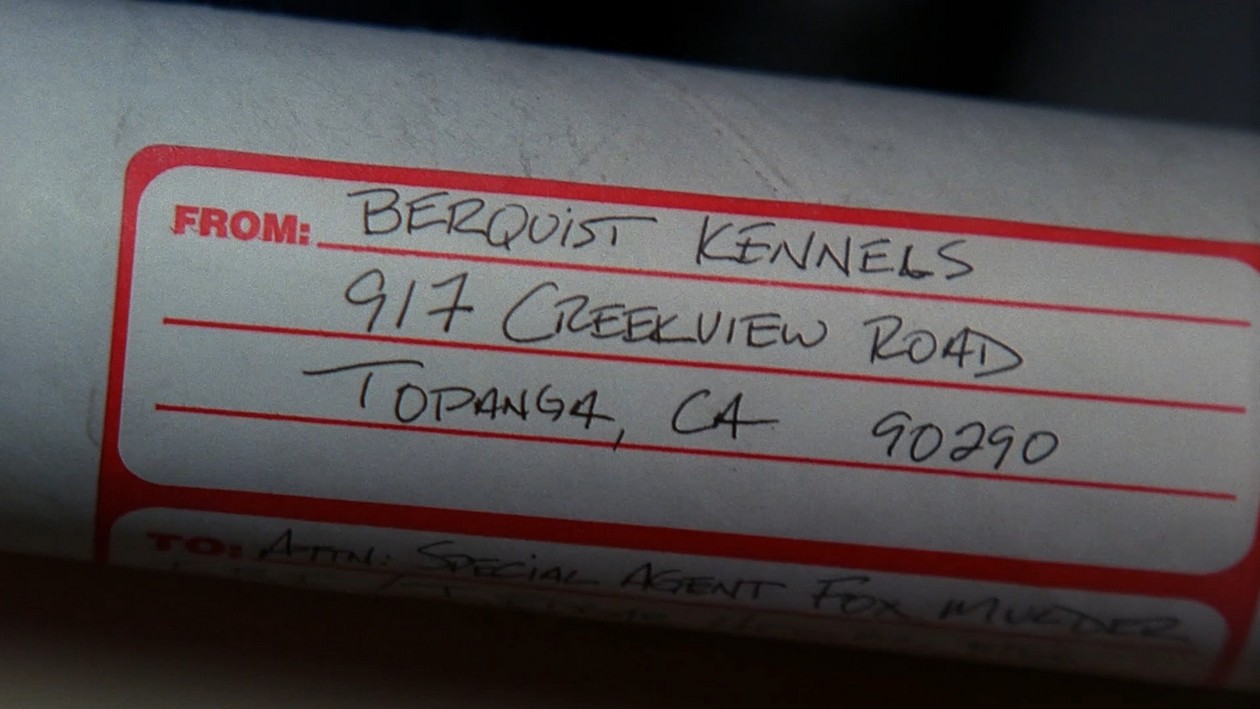 FROM: BERQUIST KENNELS
917 CREEKVIEW ROAD
TOPANGA, CA 90290
TO: ATTN: SPECIAL AGENT FOX MULDER